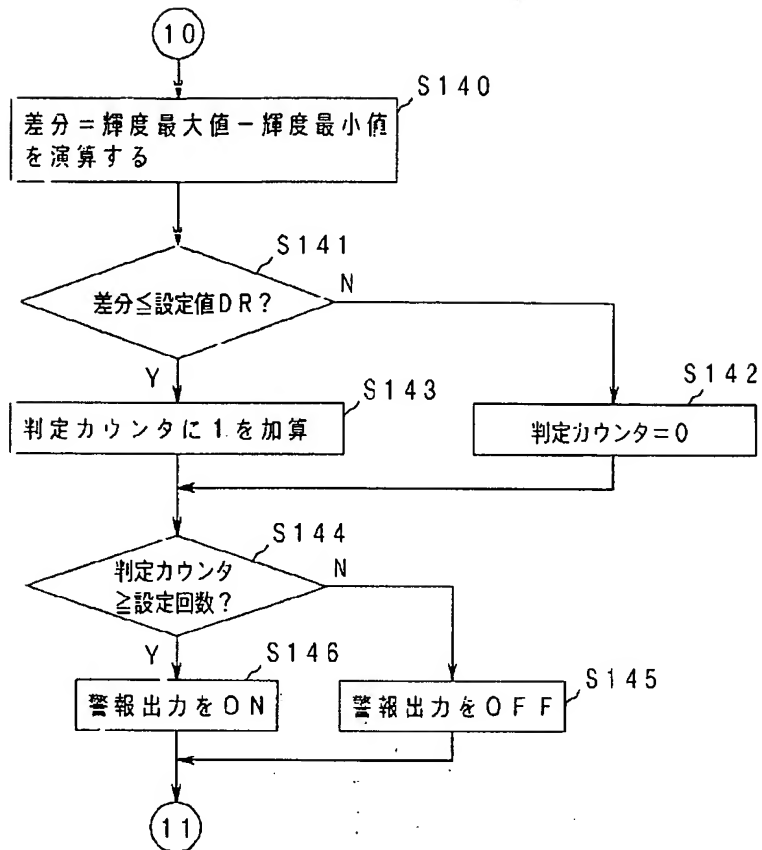 10
S140
差分＝輝度最大値－輝度最小値
を演算する
S141
差分≦設定値DR？
N
Y
S143
判定カウンタに1を加算
S142
判定カウンタ＝0
S144
判定カウンタ
≧設定回数？
N
Y
S146
警報出力をON
S145
警報出力をOFF
11